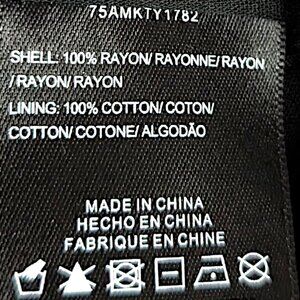 75AMKTY1782
SHELL: 100% RAYON/ RAYONNE/ RAYON
/ RAYON/ RAYON
LINING: 100% COTTON/ COTON/
COTTON/ COTONE/ ALGODÃO
MADE IN CHINA
HECHO EN CHINA
FABRIQUE EN CHINE